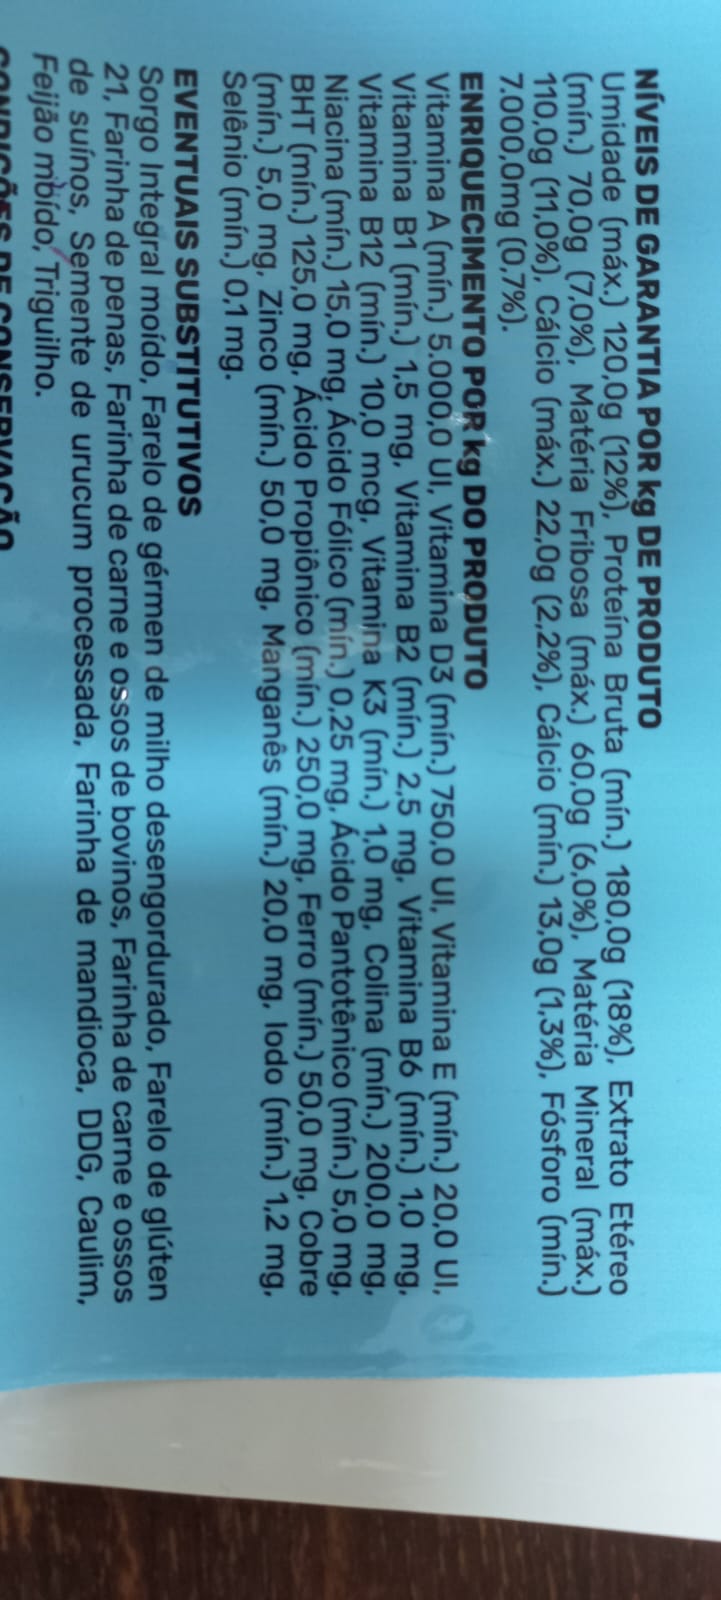 NÍVEIS DE GARANTIA POR kg DE PRODUTO
Umidade (máx.) 120,0g (12%), Proteína Bruta (mín.) 180,0g (18%), Extrato Etéreo
(mín.) 70,0g (7,0%), Matéria Fribosa (máx.) 60,0g (6,0%), Matéria Mineral (máx.)
110,0g (11,0%), Cálcio (máx.) 22,0g (2,2%), Cálcio (mín.) 13,0g (1,3%), Fósforo (mín.)
7.000,0mg (0,7%).
ENRIQUECIMENTO POR kg DO PRODUTO
Vitamina A (mín.) 5.000,0 UI, Vitamina D3 (mín.) 750,0 UI, Vitamina E (mín.) 20,0 UI,
Vitamina B1 (mín.) 1,5 mg, Vitamina B2 (mín.) 2,5 mg, Vitamina B6 (mín.) 1,0 mg,
Vitamina B12 (mín.) 10,0 mcg, Vitamina K3 (mín.) 1,0 mg, Colina (mín.) 200,0 mg,
Niacina (mín.) 15,0 mg, Ácido Fólico (mín.) 0,25 mg, Ácido Pantotênico (mín.) 5,0 mg,
BHT (mín.) 125,0 mg, Ácido Propiônico (mín.) 250,0 mg, Ferro (mín.) 50,0 mg, Cobre
(mín.) 5,0 mg, Zinco (mín.) 50,0 mg, Manganês (mín.) 20,0 mg, Iodo (mín.) 1,2 mg,
Selênio (mín.) 0,1 mg.
EVENTUAIS SUBSTITUTIVOS
Sorgo Integral moído, Farelo de gérmen de milho desengordurado, Farelo de glúten
21, Farinha de penas, Farinha de carne e ossos de bovinos, Farinha de carne e ossos
de suínos, Semente de urucum processada, Farinha de mandioca, DDG, Caulim,
Feijão moído, Triguilho.
CONDIÇÕES DE CONSERVAÇÃO